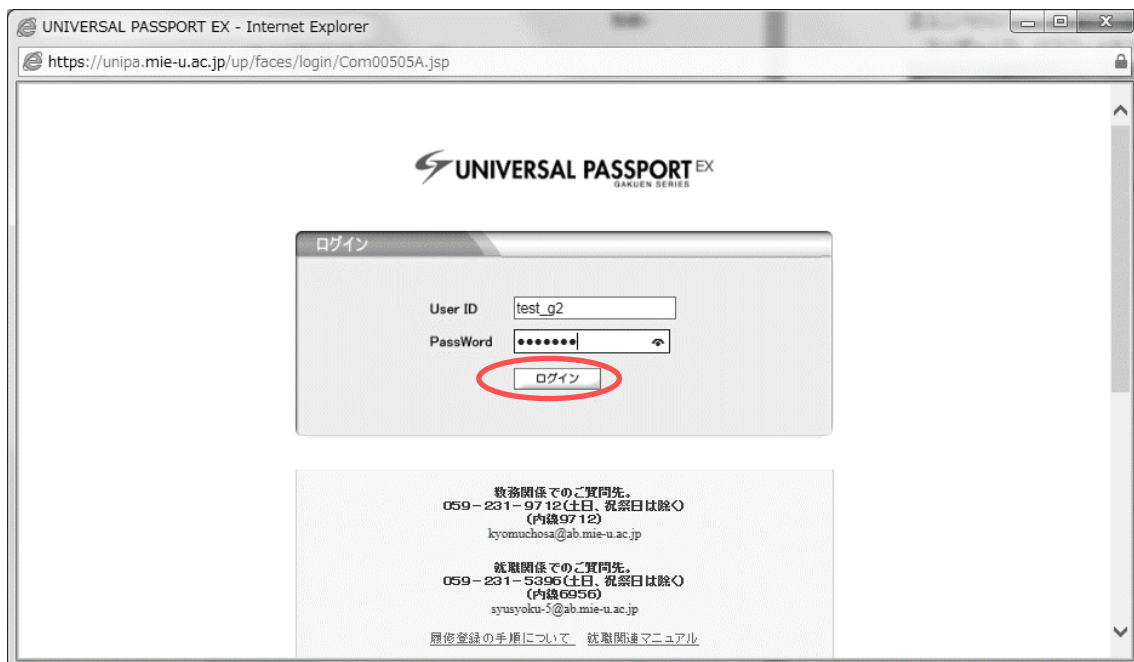 UNIVERSAL PASSPORT EX - Internet Explorer
https://unipa.mie-u.ac.jp/up/faces/login/Com00505A.jsp
UNIVERSAL PASSPORT EX
GAKUEN SERIES
ログイン
User ID test_g2
PassWord •••••••
ログイン
教務関係でのご質問先。
059-231-9712(土日、祝祭日は除く)
(内線9712)
kyomuchosa@ab.mie-u.ac.jp
就職関係でのご質問先。
059-231-5396(土日、祝祭日は除く)
(内線6956)
syusyoku-5@ab.mie-u.ac.jp
履修登録の手順について 就職関連マニュアル